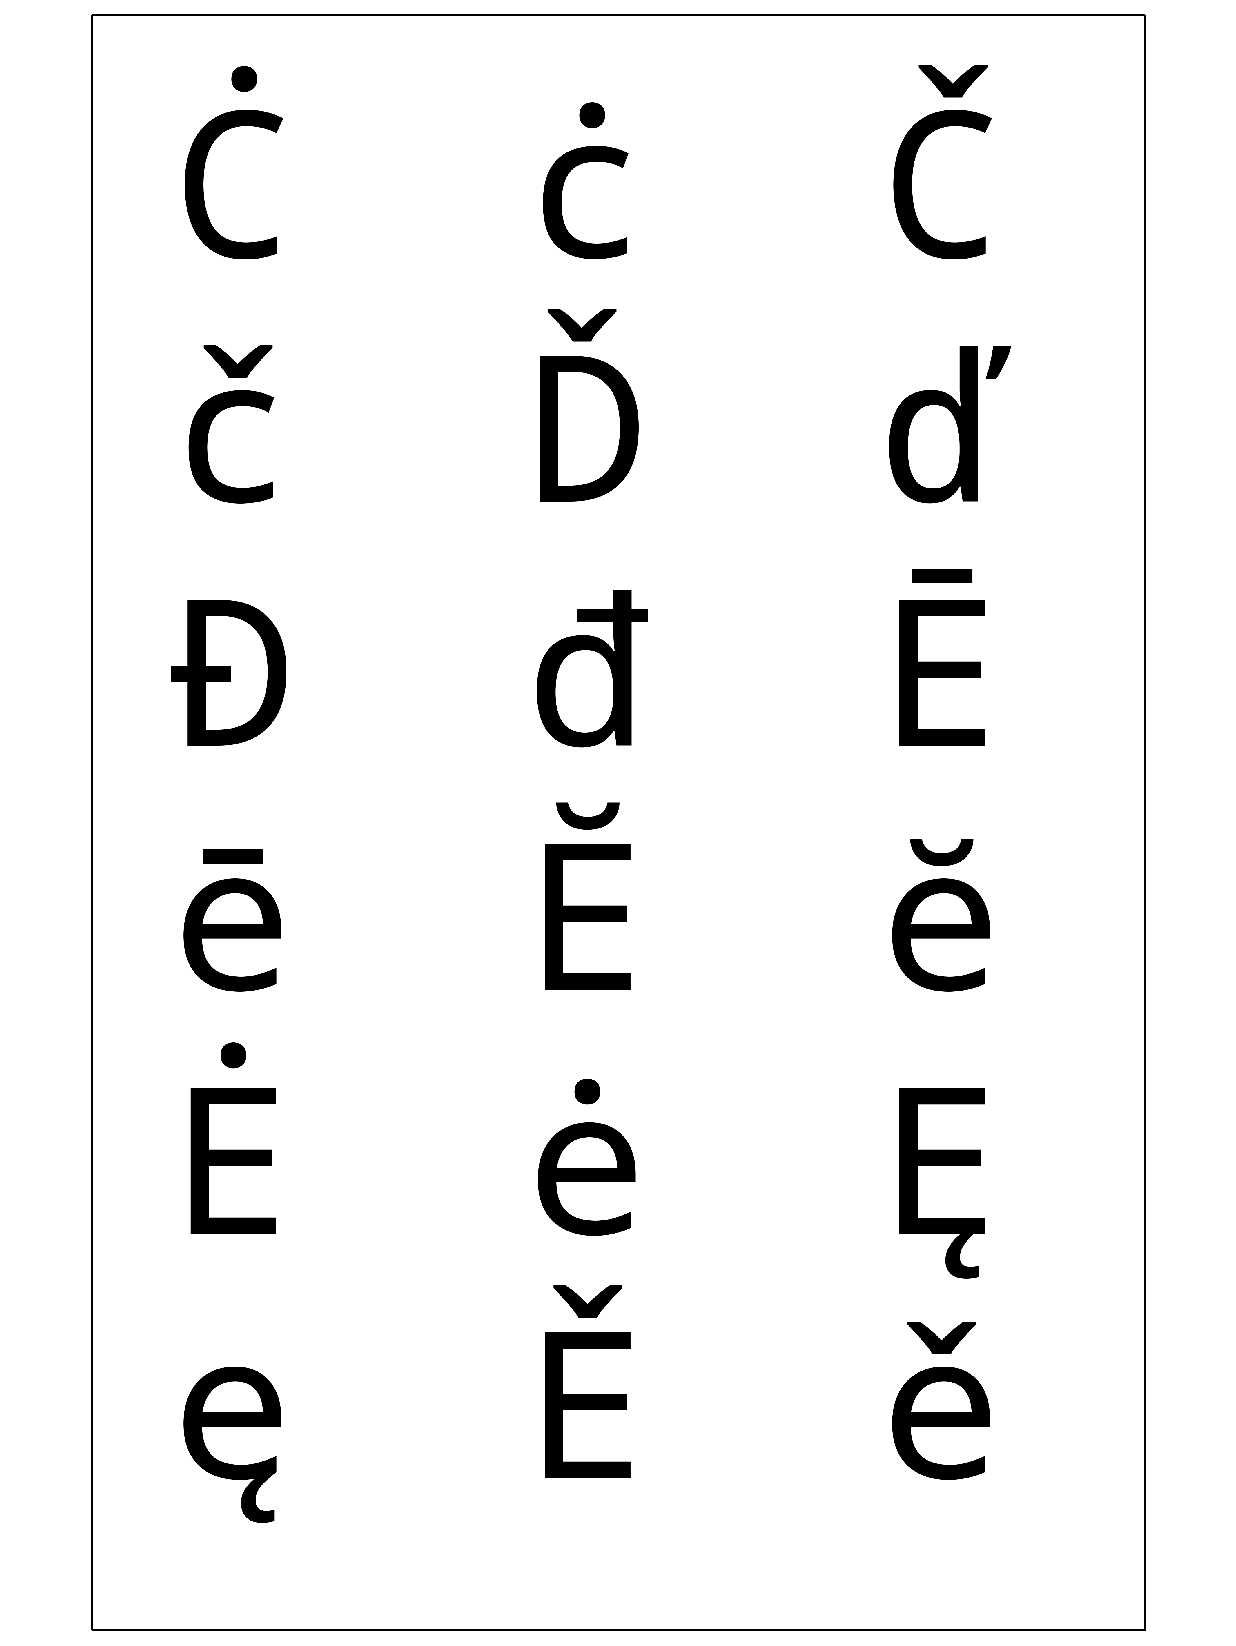 Ċ ċ Č
č Ď ď
Đ đ Ē
ē Ĕ ĕ
Ė ė Ę
ę Ě ě